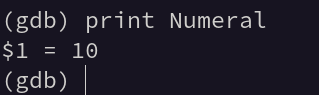 (gdb) print Numeral
$1 = 10
(gdb)